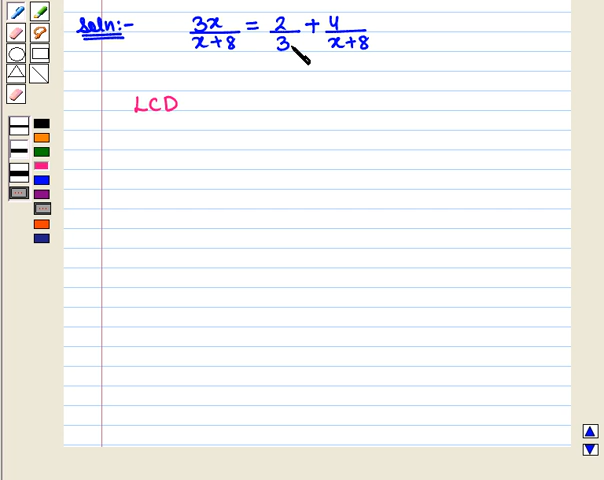 Soln:- 3x/x+8 = 2/3 + 4/x+8
LCD